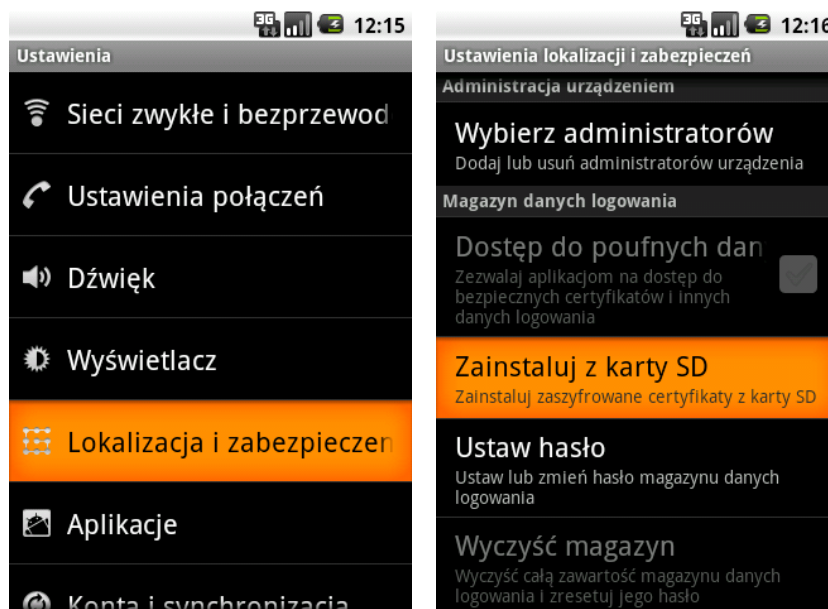 3G 12:15
Ustawienia
Sieci zwykłe i bezprzewod
Ustawienia połączeń
Dźwięk
Wyświetlacz
Lokalizacja i zabezpieczen
Aplikacje
Konta i synchronizacja
3G 12:16
Ustawienia lokalizacji i zabezpieczeń
Administracja urządzeniem
Wybierz administratorów
Dodaj lub usuń administratorów urządzenia
Magazyn danych logowania
Dostęp do poufnych dan
Zezwalaj aplikacjom na dostęp do
bezpiecznych certyfikatów i innych
danych logowania
Zainstaluj z karty SD
Zainstaluj zaszyfrowane certyfikaty z karty SD
Ustaw hasło
Ustaw lub zmień hasło magazynu danych
logowania
Wyczyść magazyn
Wyczyść całą zawartość magazynu danych
logowania i zresetuj jego hasło